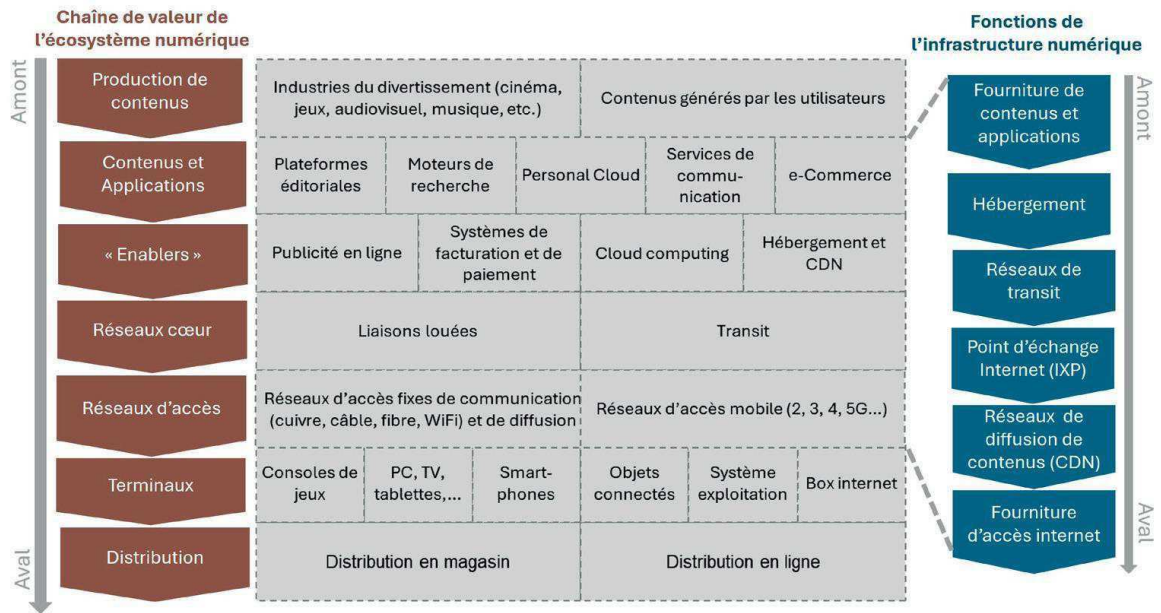 Chaîne de valeur de
l'écosystème numérique
Fonctions de
l'infrastructure numérique
Amont
Production de
contenus
Industries du divertissement (cinéma,
jeux, audiovisuel, musique, etc.)
Contenus générés par les utilisateurs
Contenus et
Applications
Plateformes
éditoriales
Moteurs de
recherche
Personal Cloud
Services de
commu-
nication
e-Commerce
« Enablers »
Publicité en ligne
Systèmes de
facturation et de
paiement
Cloud computing
Hébergement et
CDN
Réseaux cœur
Liaisons louées
Transit
Réseaux d'accès
Réseaux d'accès fixes de communication
(cuivre, câble, fibre, WiFi) et de diffusion
Réseaux d'accès mobile (2, 3, 4, 5G...)
Terminaux
Consoles de
jeux
PC, TV,
tablettes,...
Smart-
phones
Objets
connectés
Système
exploitation
Box internet
Distribution
Distribution en magasin
Distribution en ligne
Aval
Amont
Fourniture de
contenus et
applications
Hébergement
Réseaux de
transit
Point d'échange
Internet (IXP)
Réseaux de
diffusion de
contenus (CDN)
Fourniture
d'accès internet
Aval